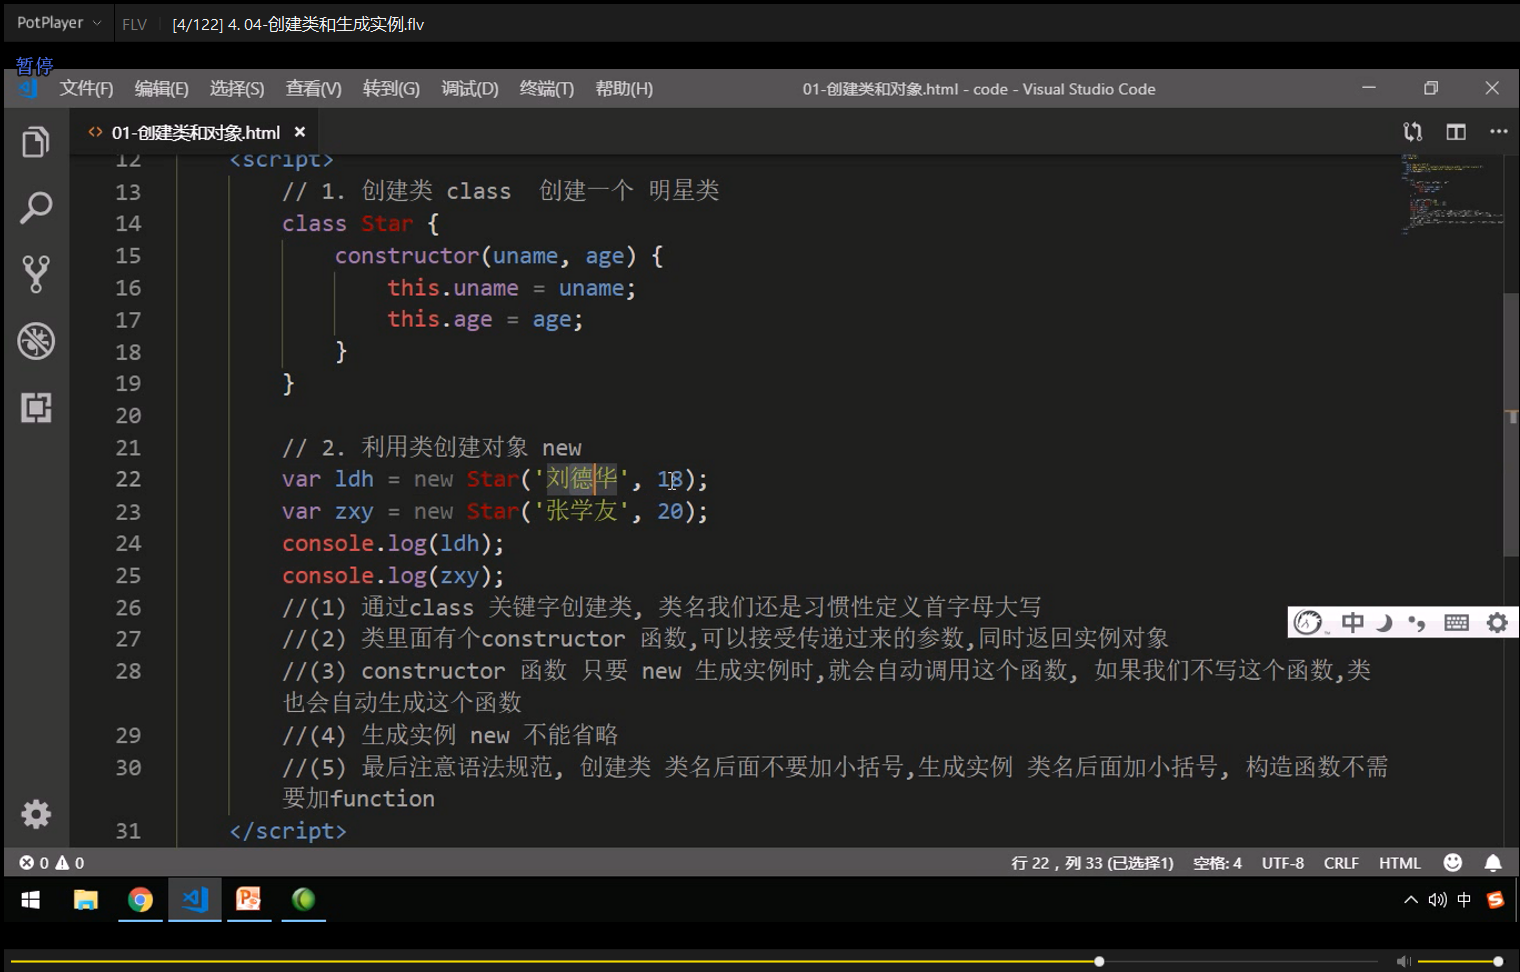 PotPlayer FLV [4/122] 4. 04-创建类和生成实例.flv
暂停
文件(F) 编辑(E) 选择(S) 查看(V) 转到(G) 调试(D) 终端(T) 帮助(H) 01-创建类和对象.html - code - Visual Studio Code
01-创建类和对象.html
12 <script>
13 // 1. 创建类 class 创建一个 明星类
14 class Star {
15 constructor(uname, age) {
16 this.uname = uname;
17 this.age = age;
18 }
19 }
20
21 // 2. 利用类创建对象 new
22 var ldh = new Star('刘德华', 18);
23 var zxy = new Star('张学友', 20);
24 console.log(ldh);
25 console.log(zxy);
26 //(1) 通过class 关键字创建类, 类名我们还是习惯性定义首字母大写
27 //(2) 类里面有个constructor 函数,可以接受传递过来的参数,同时返回实例对象
28 //(3) constructor 函数 只要 new 生成实例时,就会自动调用这个函数, 如果我们不写这个函数,类
也会自动生成这个函数
29 //(4) 生成实例 new 不能省略
30 //(5) 最后注意语法规范, 创建类 类名后面不要加小括号,生成实例 类名后面加小括号, 构造函数不需
要加function
31 </script>
中
0 0 行 22，列 33 (已选择1) 空格: 4 UTF-8 CRLF HTML
中